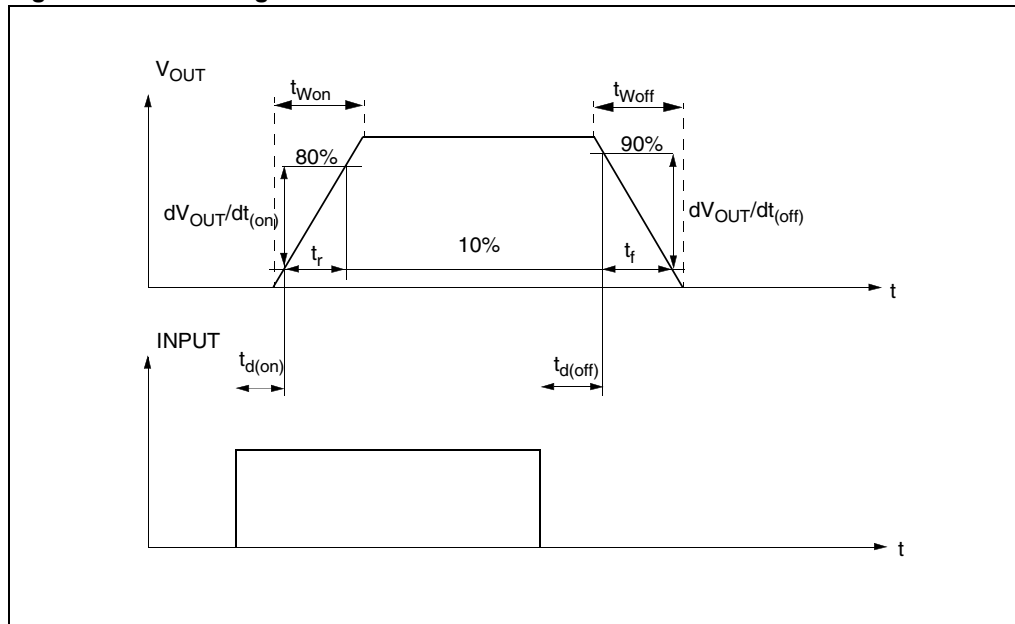 V_OUT
t_Won
t_Woff
80%
90%
dV_OUT/dt_(on)
dV_OUT/dt_(off)
t_r
10%
t_f
t
INPUT
t_d(on)
t_d(off)
t